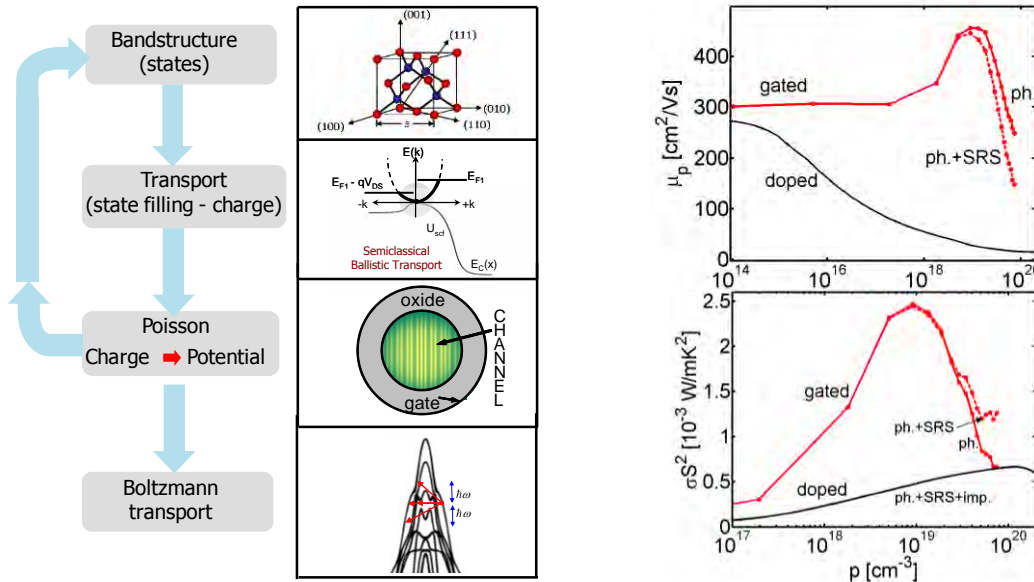 Bandstructure
(states)
Transport
(state filling - charge)
Poisson
Charge ➡ Potential
Boltzmann
transport
(001)
(111)
(010)
(100)
a
(110)
E(k)
E_F1 - qV_DS
E_F1
-k
+k
U_scf
Semiclassical
Ballistic Transport
E_C(x)
oxide
CHANNEL
gate
ħω
ħω
μ_p [cm²/Vs]
400
300
200
100
0
gated
doped
ph.
ph.+SRS
10^14
10^16
10^18
10^20
σS² [10^-3 W/mK²]
2.5
2
1.5
1
0.5
0
gated
ph.+SRS
ph.
doped
ph.+SRS+imp.
10^17
10^18
10^19
10^20
p [cm^-3]